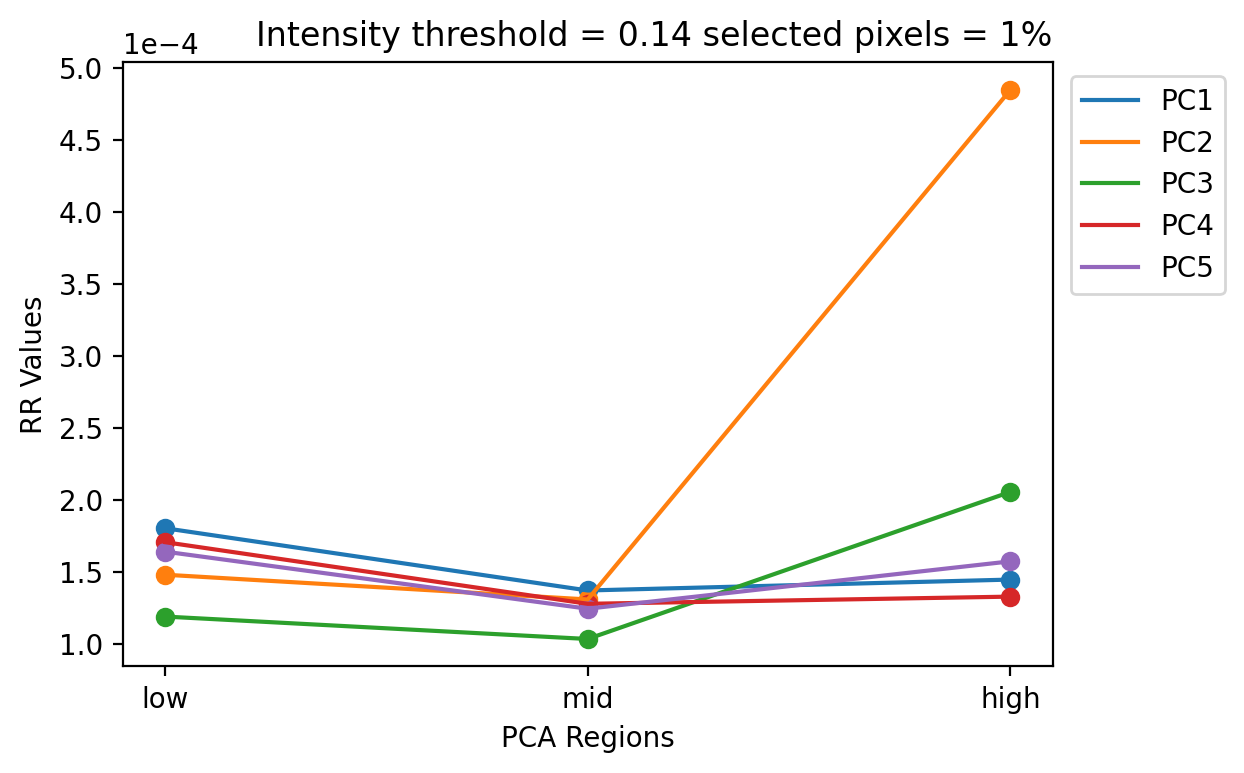 Intensity threshold = 0.14 selected pixels = 1%
1e−4
5.0
4.5
4.0
3.5
3.0
2.5
2.0
1.5
1.0
RR Values
low
mid
high
PCA Regions
PC1
PC2
PC3
PC4
PC5